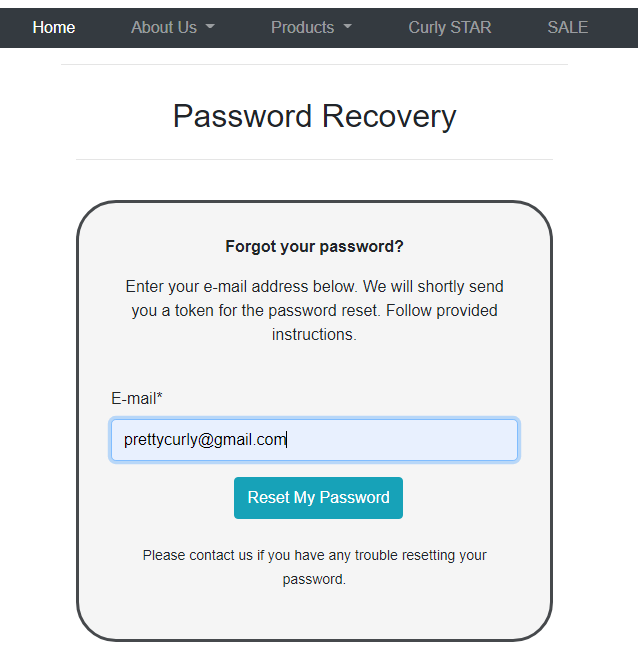 Home About Us Products Curly STAR SALE
Password Recovery
Forgot your password?
Enter your e-mail address below. We will shortly send
you a token for the password reset. Follow provided
instructions.
E-mail*
prettycurly@gmail.com
Reset My Password
Please contact us if you have any trouble resetting your
password.